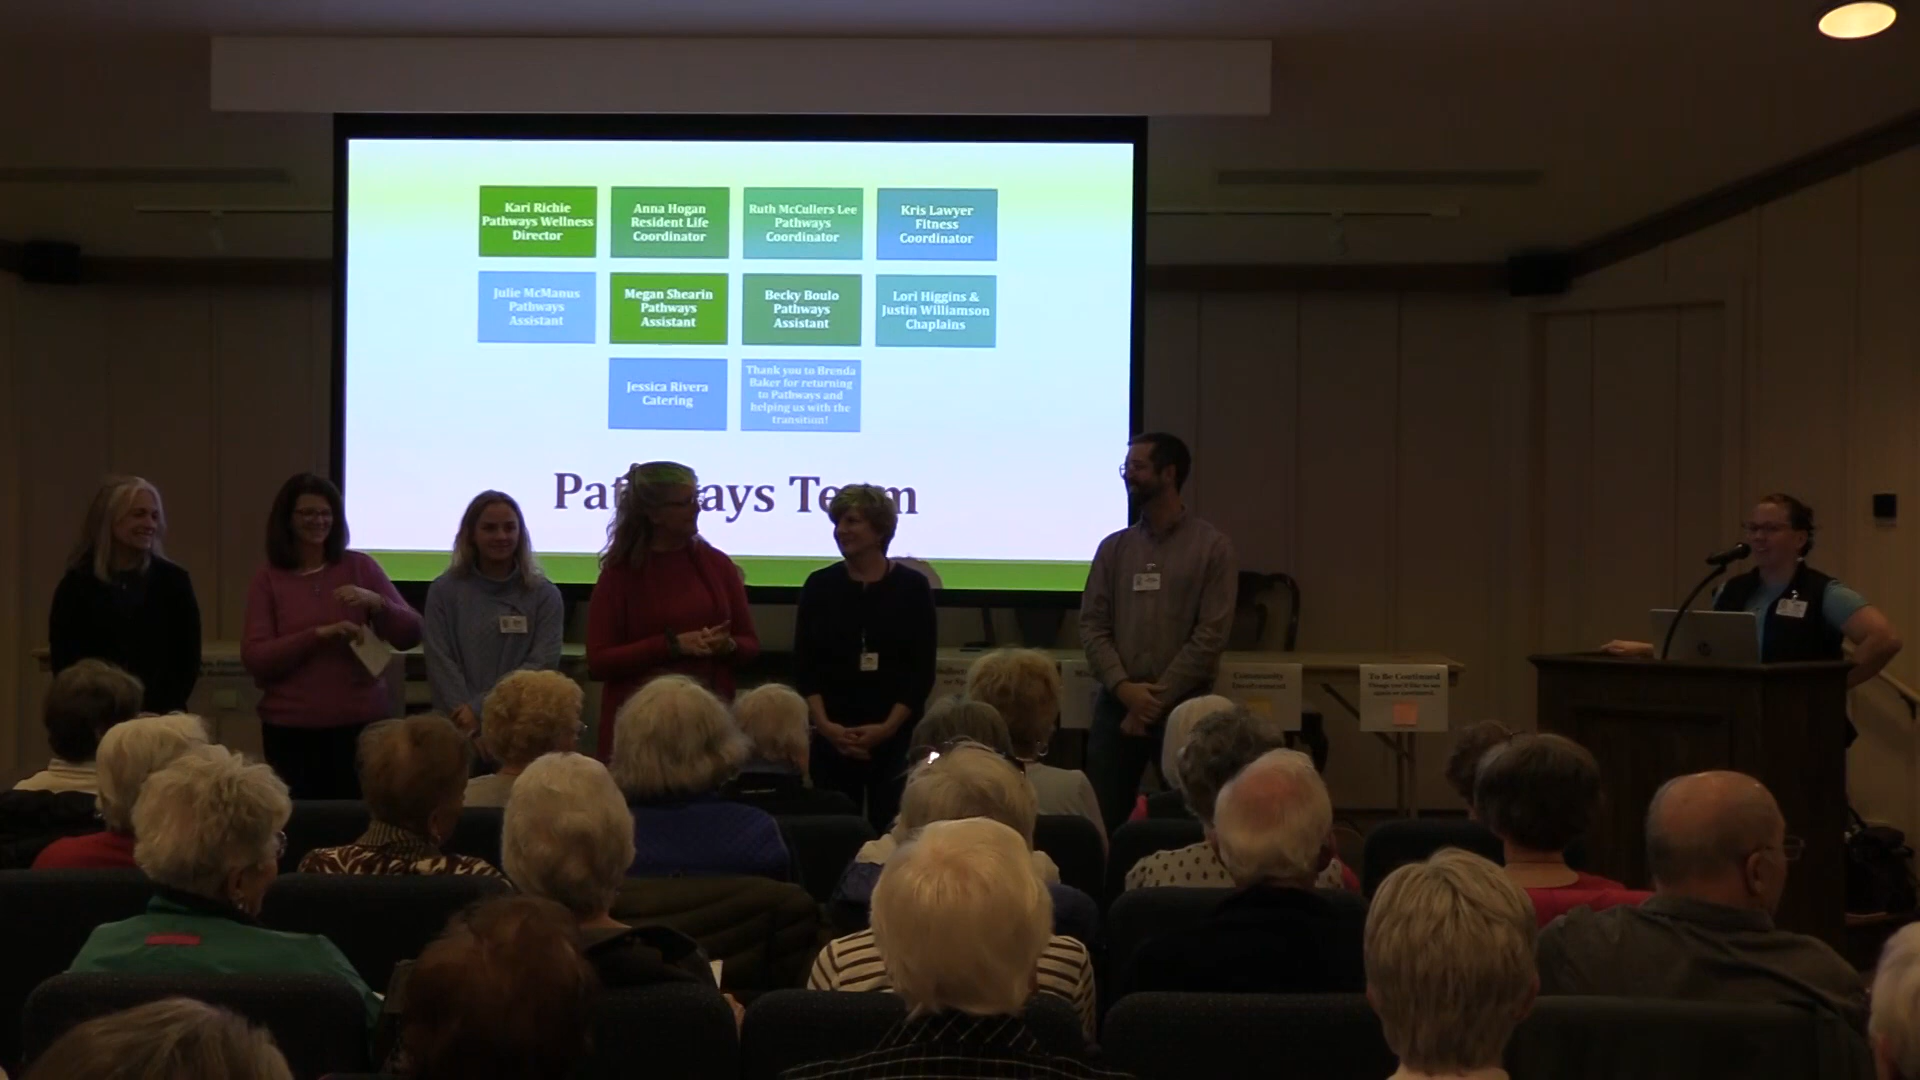 Kari Richie
Pathways Wellness
Director
Anna Hogan
Resident Life
Coordinator
Ruth McCullers Lee
Pathways
Coordinator
Kris Lawyer
Fitness
Coordinator
Julie McManus
Pathways
Assistant
Megan Shearin
Pathways
Assistant
Becky Boulo
Pathways
Assistant
Lori Higgins &
Justin Williamson
Chaplains
Jessica Rivera
Catering
Thank you to Brenda
Baker for returning
to Pathways and
helping us with the
transition!
Pathways Team
Community
Involvement
To Be Continued
hp